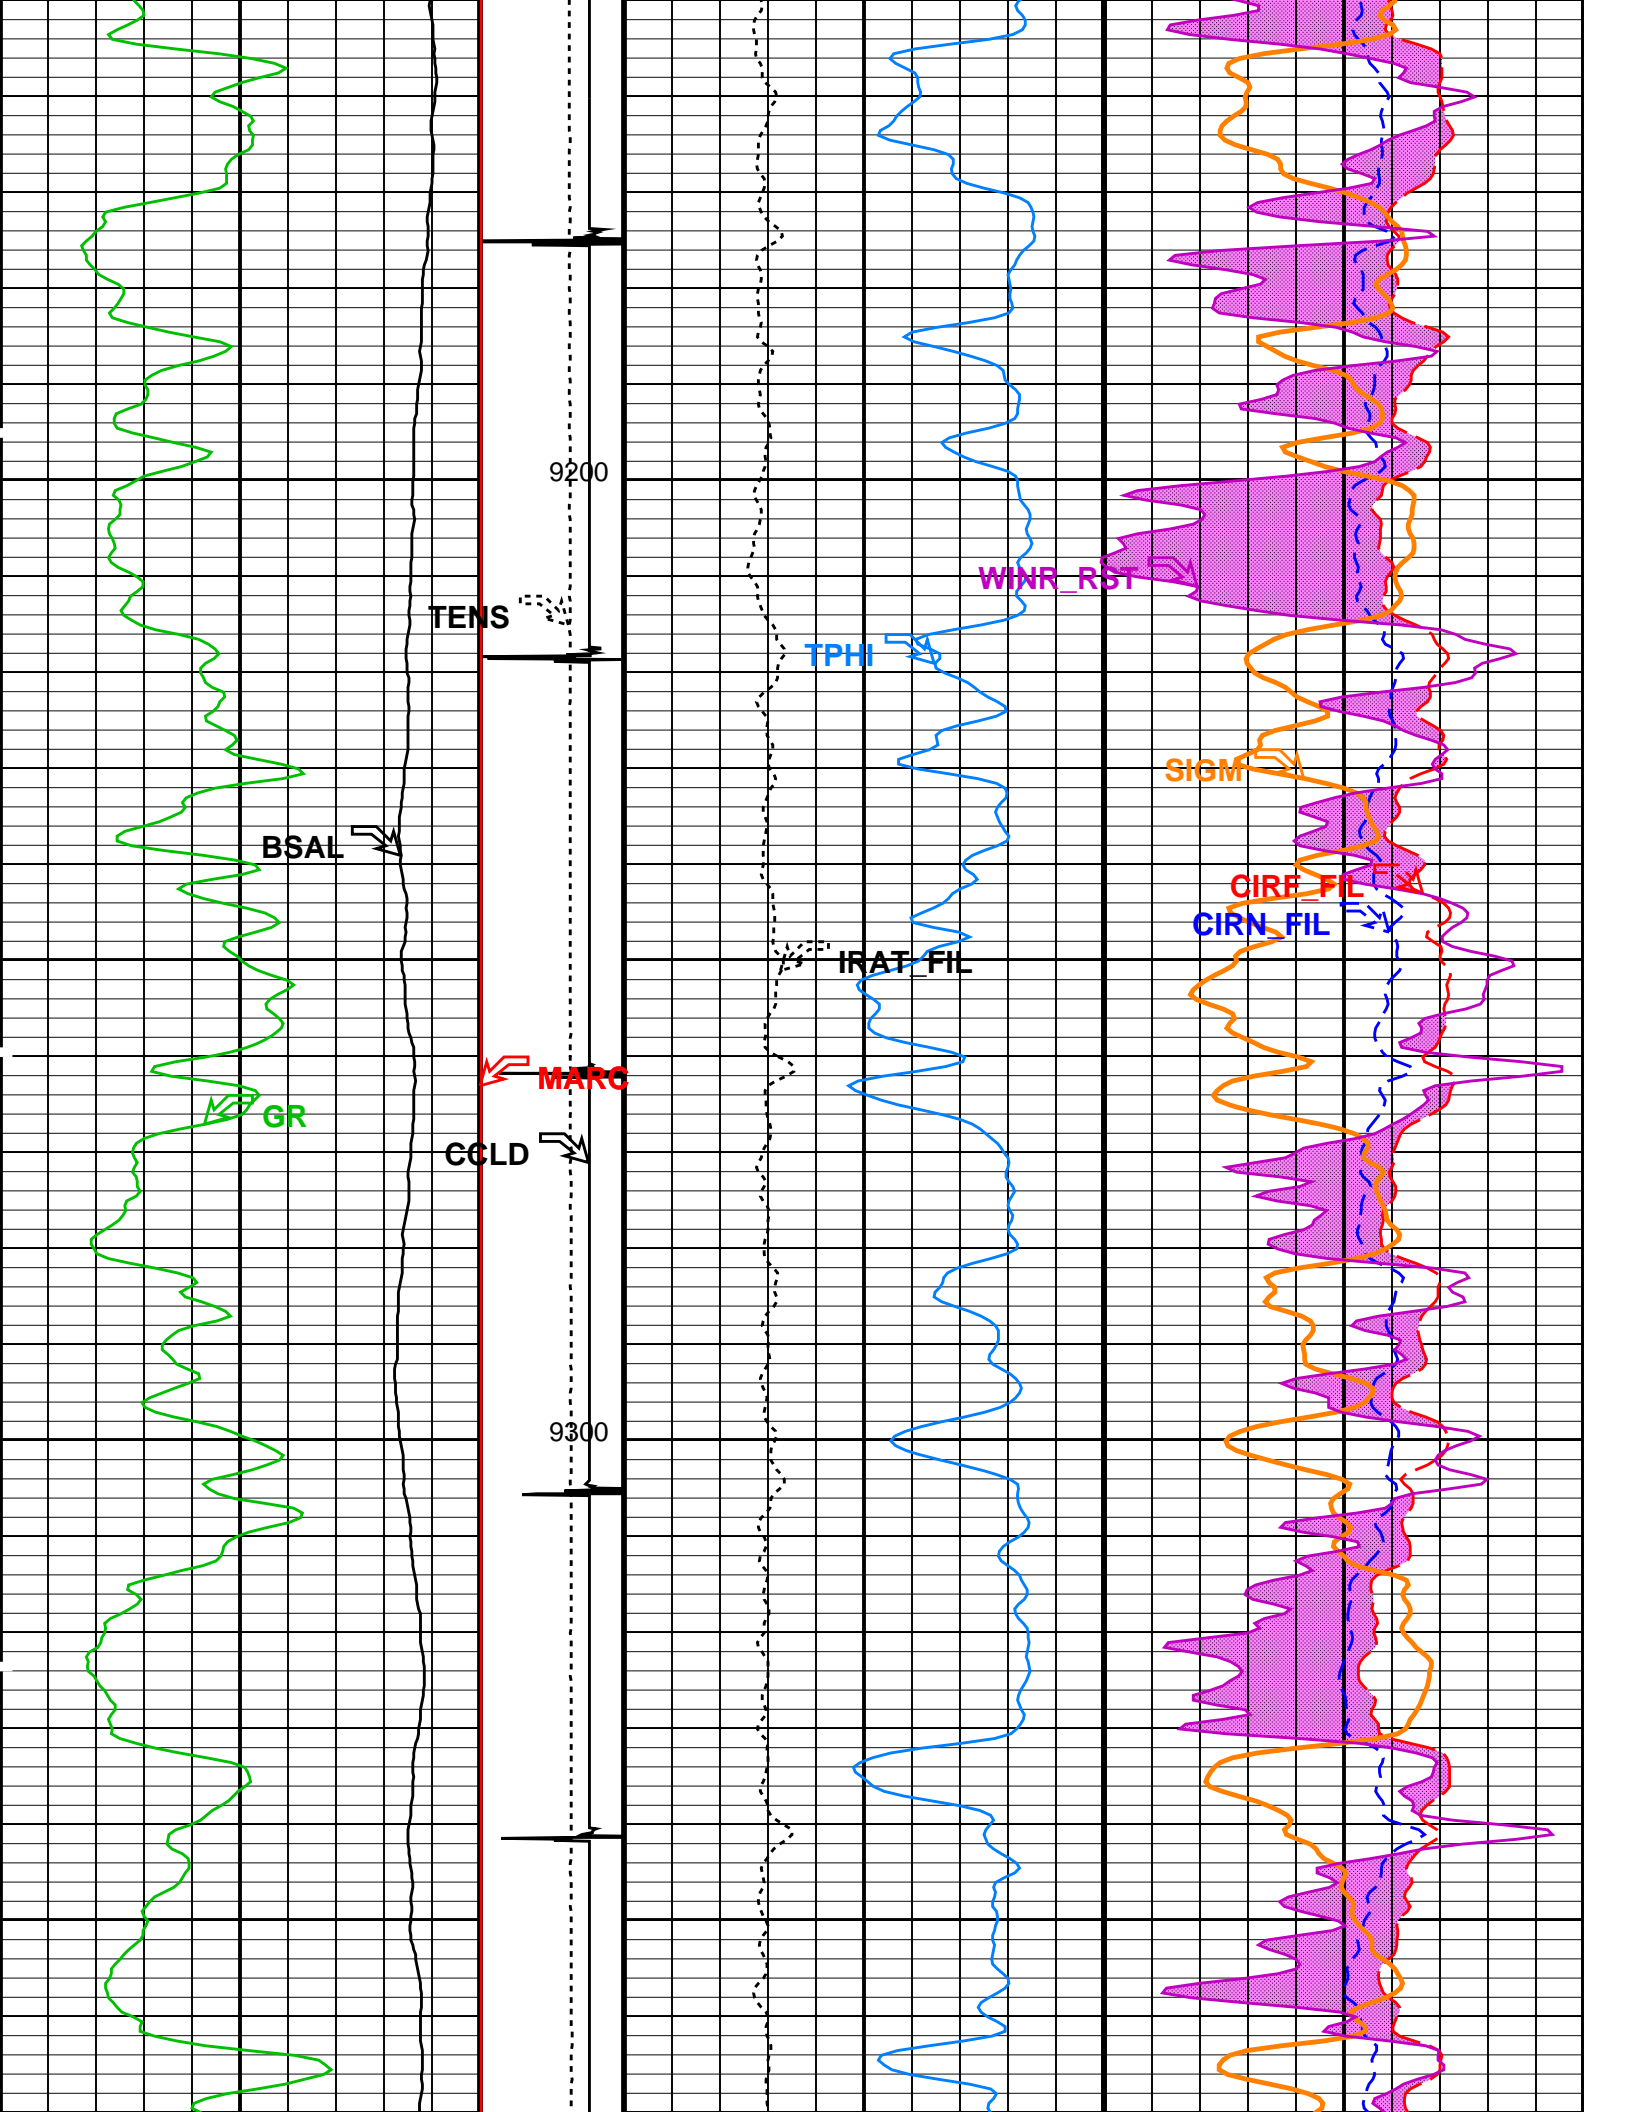 9200
WINR_RST
TENS
TPHI
SIGM
BSAL
CIRF_FIL
CIRN_FIL
IRAT_FIL
MARC
GR
CCLD
9300